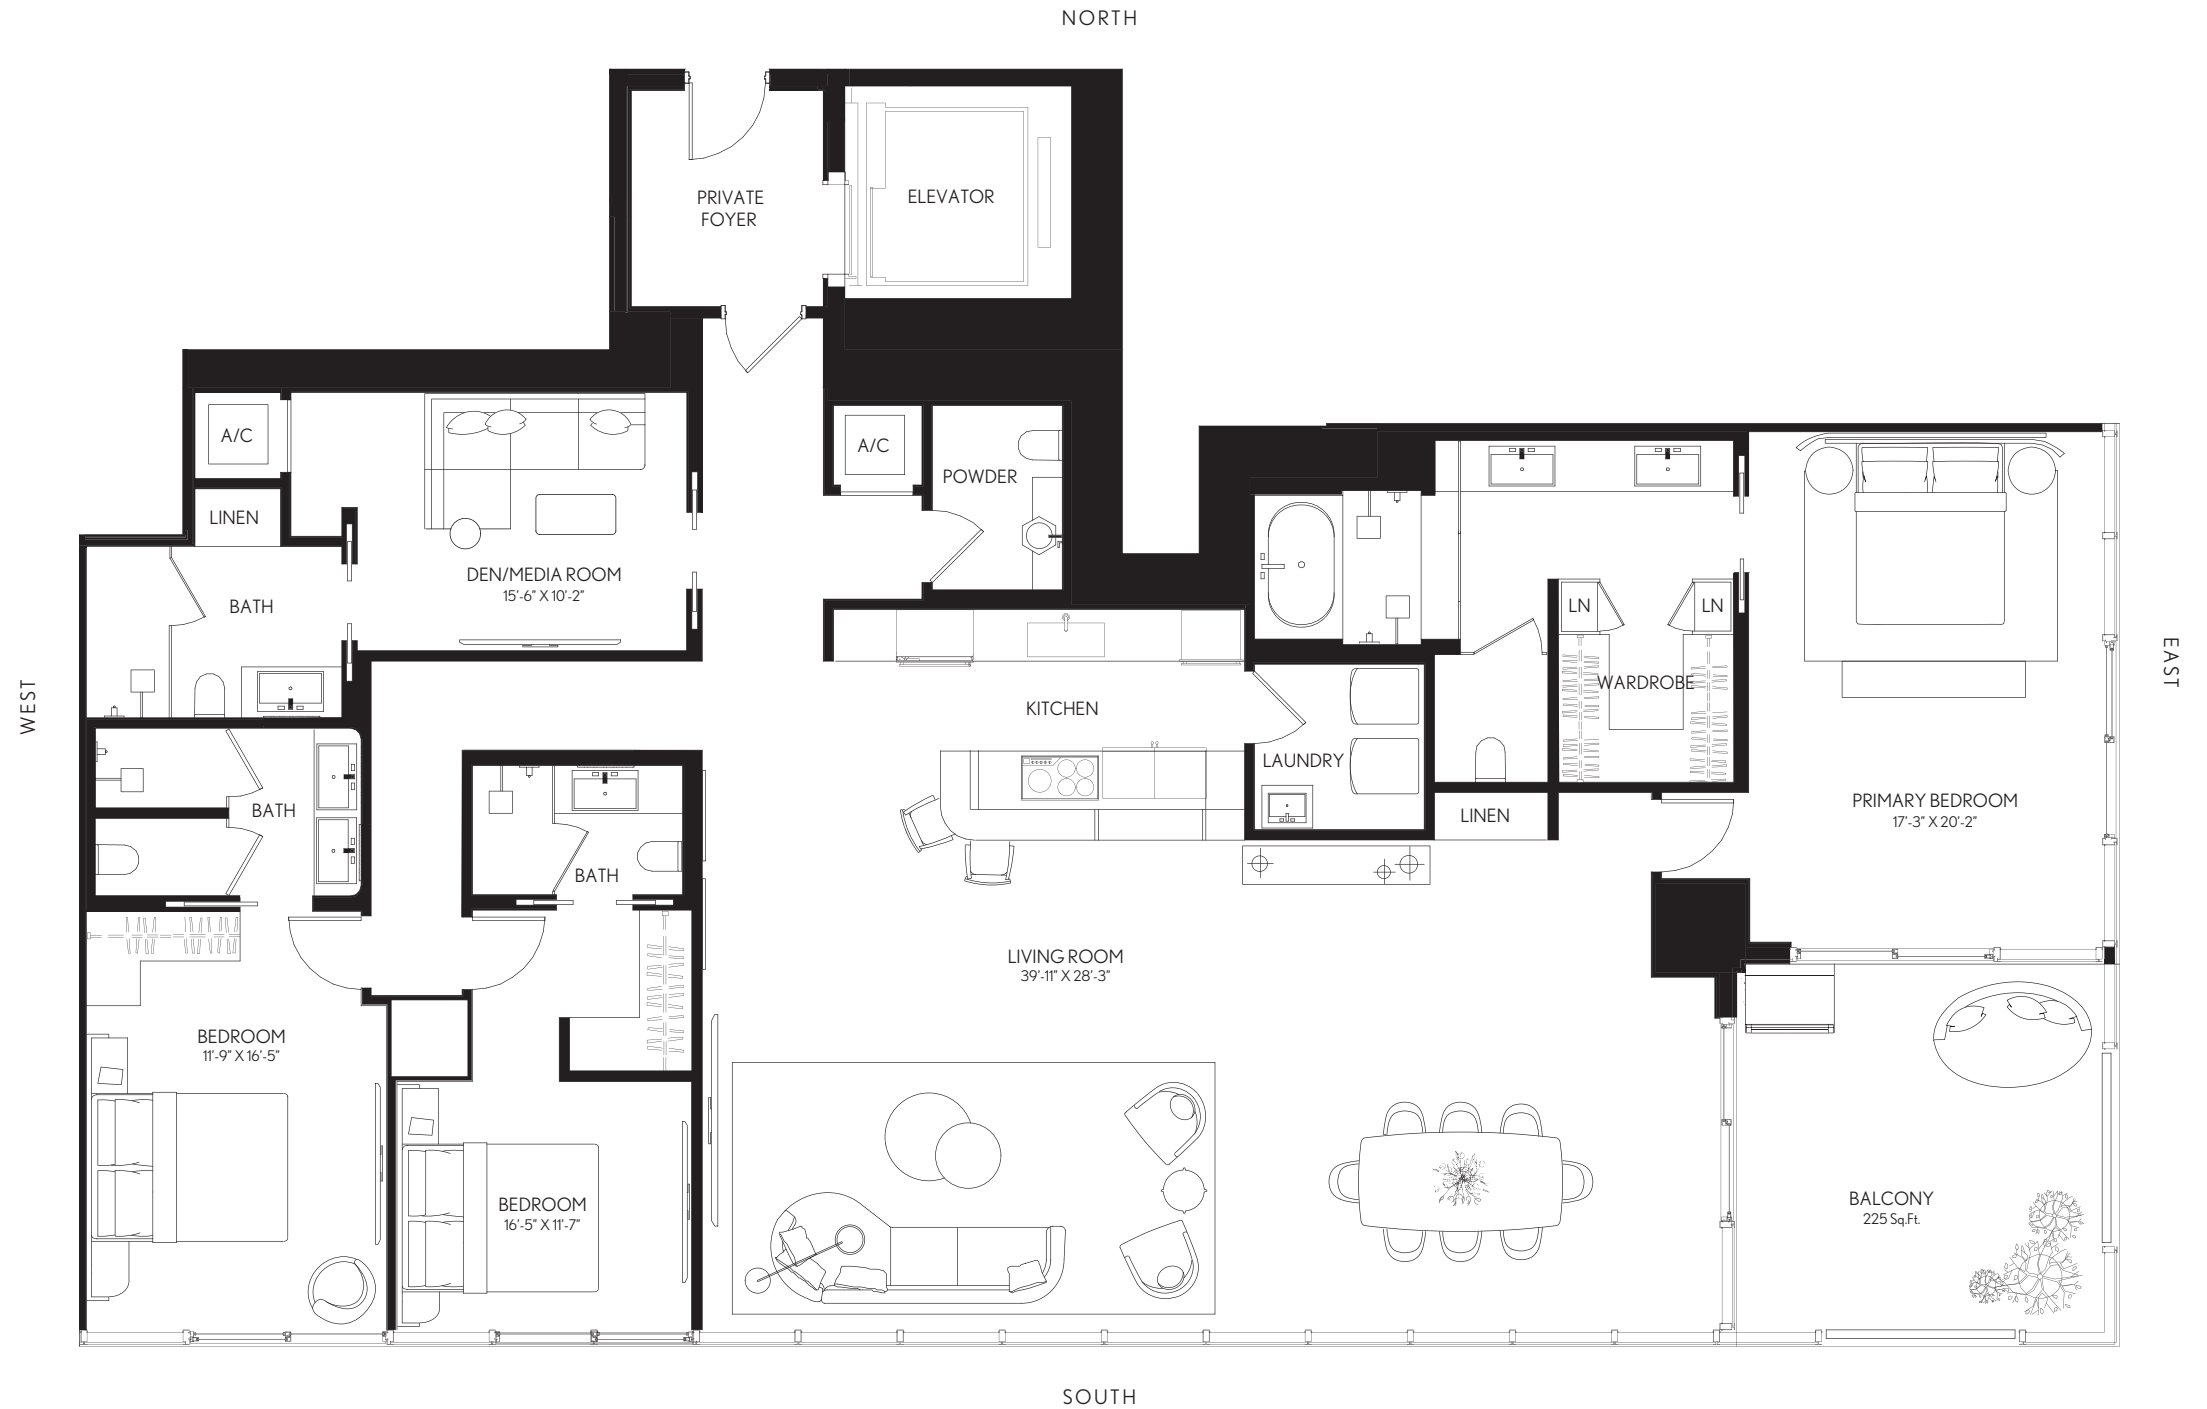 NORTH
PRIVATE
FOYER
ELEVATOR
A/C
A/C
POWDER
LINEN
DEN/MEDIA ROOM
15'-6" X 10'-2"
BATH
LN
LN
WEST
EAST
WARDROBE
KITCHEN
LAUNDRY
LINEN
PRIMARY BEDROOM
17'-3" X 20'-2"
BATH
BATH
LIVING ROOM
39'-11" X 28'-3"
BEDROOM
11'-9" X 16'-5"
BEDROOM
16'-5" X 11'-7"
BALCONY
225 Sq.Ft.
SOUTH